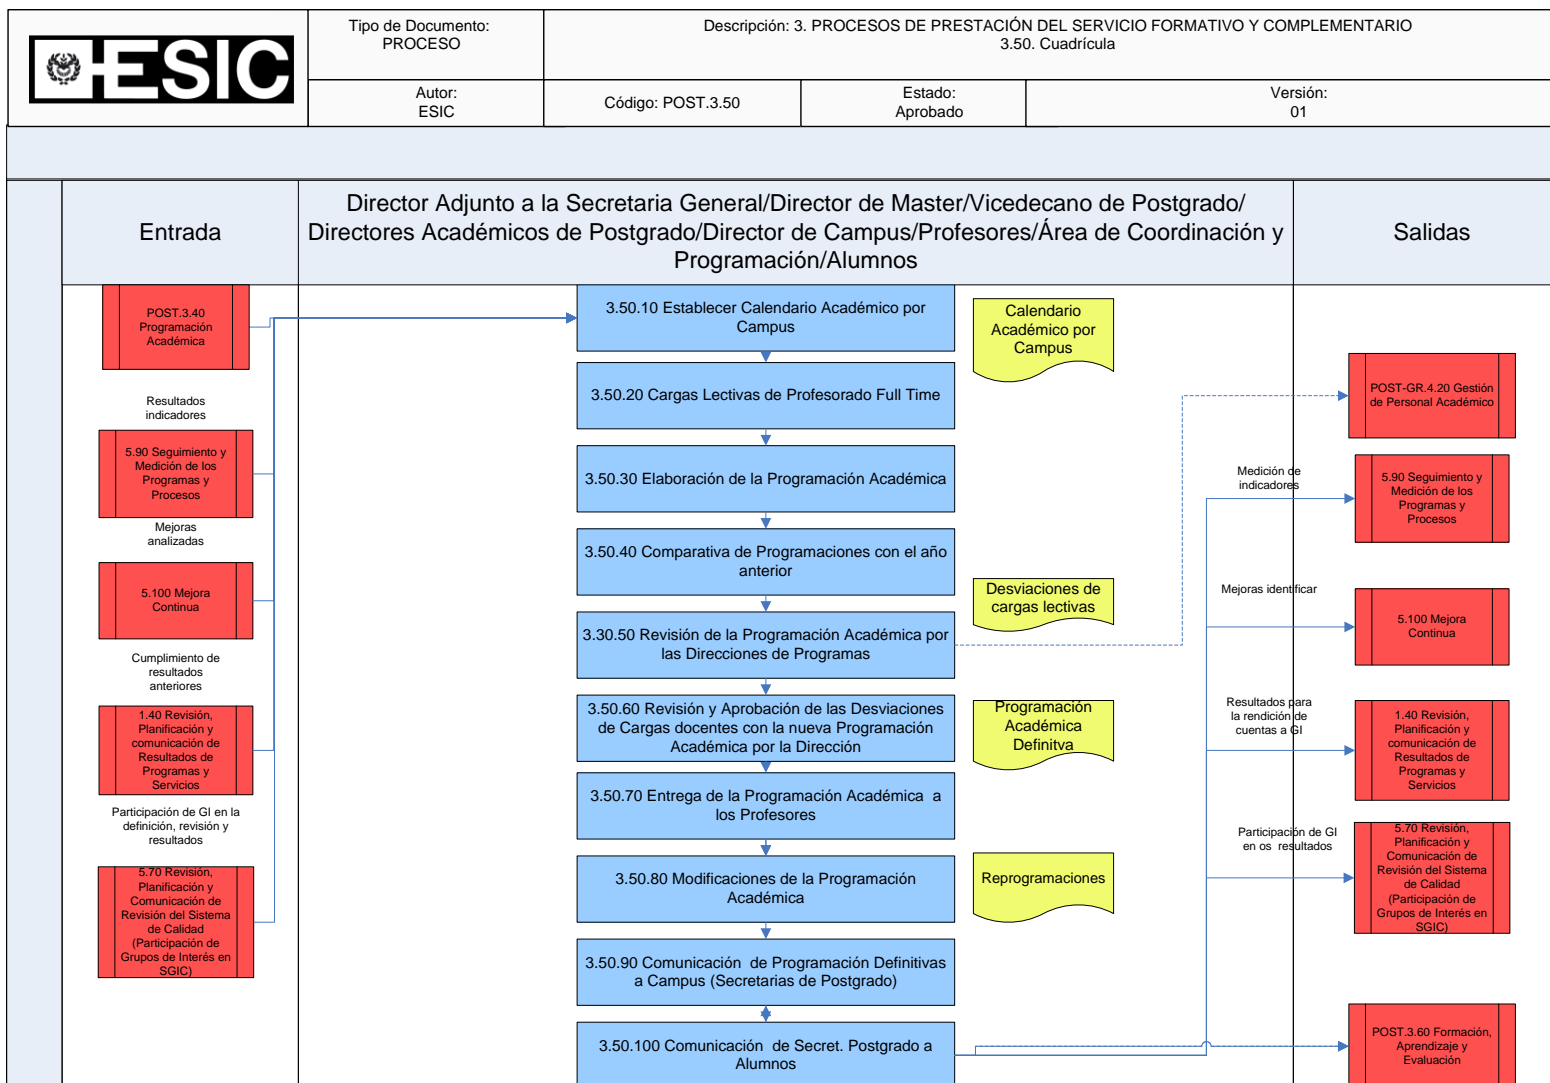 ESIC
Tipo de Documento:
PROCESO
Descripción: 3. PROCESOS DE PRESTACIÓN DEL SERVICIO FORMATIVO Y COMPLEMENTARIO
3.50. Cuadrícula
Autor:
ESIC
Código: POST.3.50
Estado:
Aprobado
Versión:
01
Entrada
Director Adjunto a la Secretaria General/Director de Master/Vicedecano de Postgrado/
Directores Académicos de Postgrado/Director de Campus/Profesores/Área de Coordinación y
Programación/Alumnos
Salidas
POST.3.40
Programación
Académica
Resultados
indicadores
5.90 Seguimiento y
Medición de los
Programas y
Procesos
Mejoras
analizadas
5.100 Mejora
Continua
Cumplimiento de
resultados
anteriores
1.40 Revisión,
Planificación y
comunicación de
Resultados de
Programas y
Servicios
Participación de GI en la
definición, revisión y
resultados
5.70 Revisión,
Planificación y
Comunicación de
Revisión del Sistema
de Calidad
(Participación de
Grupos de Interés en
SGIC)
3.50.10 Establecer Calendario Académico por
Campus
3.50.20 Cargas Lectivas de Profesorado Full Time
3.50.30 Elaboración de la Programación Académica
3.50.40 Comparativa de Programaciones con el año
anterior
3.30.50 Revisión de la Programación Académica por
las Direcciones de Programas
3.50.60 Revisión y Aprobación de las Desviaciones
de Cargas docentes con la nueva Programación
Académica por la Dirección
3.50.70 Entrega de la Programación Académica a
los Profesores
3.50.80 Modificaciones de la Programación
Académica
3.50.90 Comunicación de Programación Definitivas
a Campus (Secretarias de Postgrado)
3.50.100 Comunicación de Secret. Postgrado a
Alumnos
Calendario
Académico por
Campus
Desviaciones de
cargas lectivas
Programación
Académica
Definitva
Reprogramaciones
POST-GR.4.20 Gestión
de Personal Académico
Medición de
indicadores
5.90 Seguimiento y
Medición de los
Programas y
Procesos
Mejoras identificar
5.100 Mejora
Continua
Resultados para
la rendición de
cuentas a GI
1.40 Revisión,
Planificación y
comunicación de
Resultados de
Programas y
Servicios
Participación de GI
en os resultados
5.70 Revisión,
Planificación y
Comunicación de
Revisión del Sistema
de Calidad
(Participación de
Grupos de Interés en
SGIC)
POST.3.60 Formación,
Aprendizaje y
Evaluación